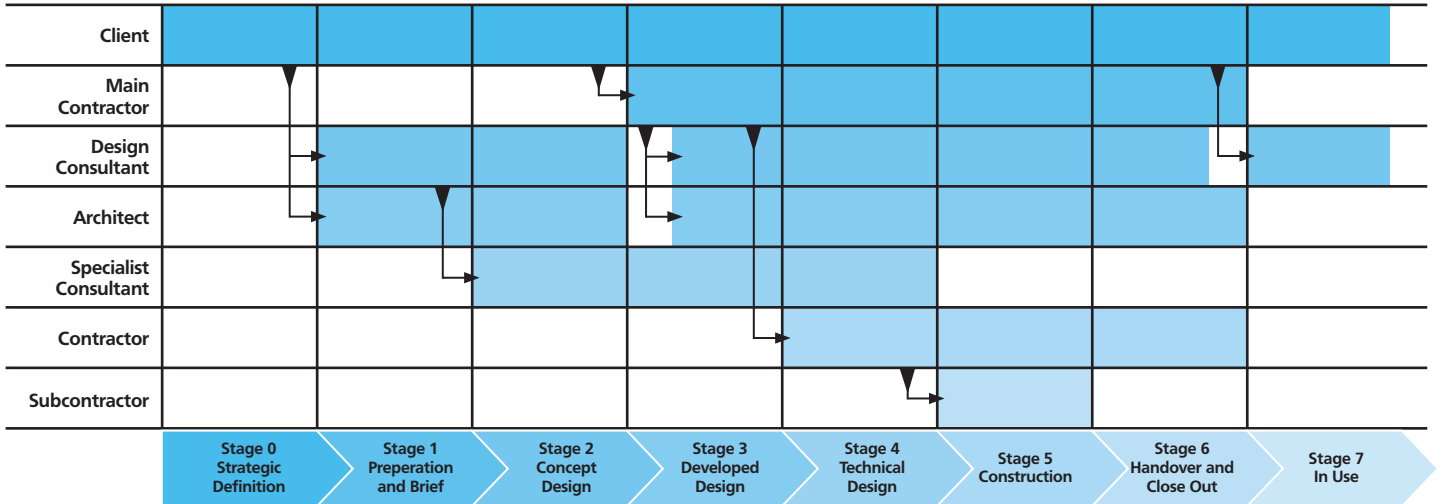 Client
Main
Contractor
Design
Consultant
Architect
Specialist
Consultant
Contractor
Subcontractor
Stage 0
Strategic
Definition
Stage 1
Preperation
and Brief
Stage 2
Concept
Design
Stage 3
Developed
Design
Stage 4
Technical
Design
Stage 5
Construction
Stage 6
Handover and
Close Out
Stage 7
In Use